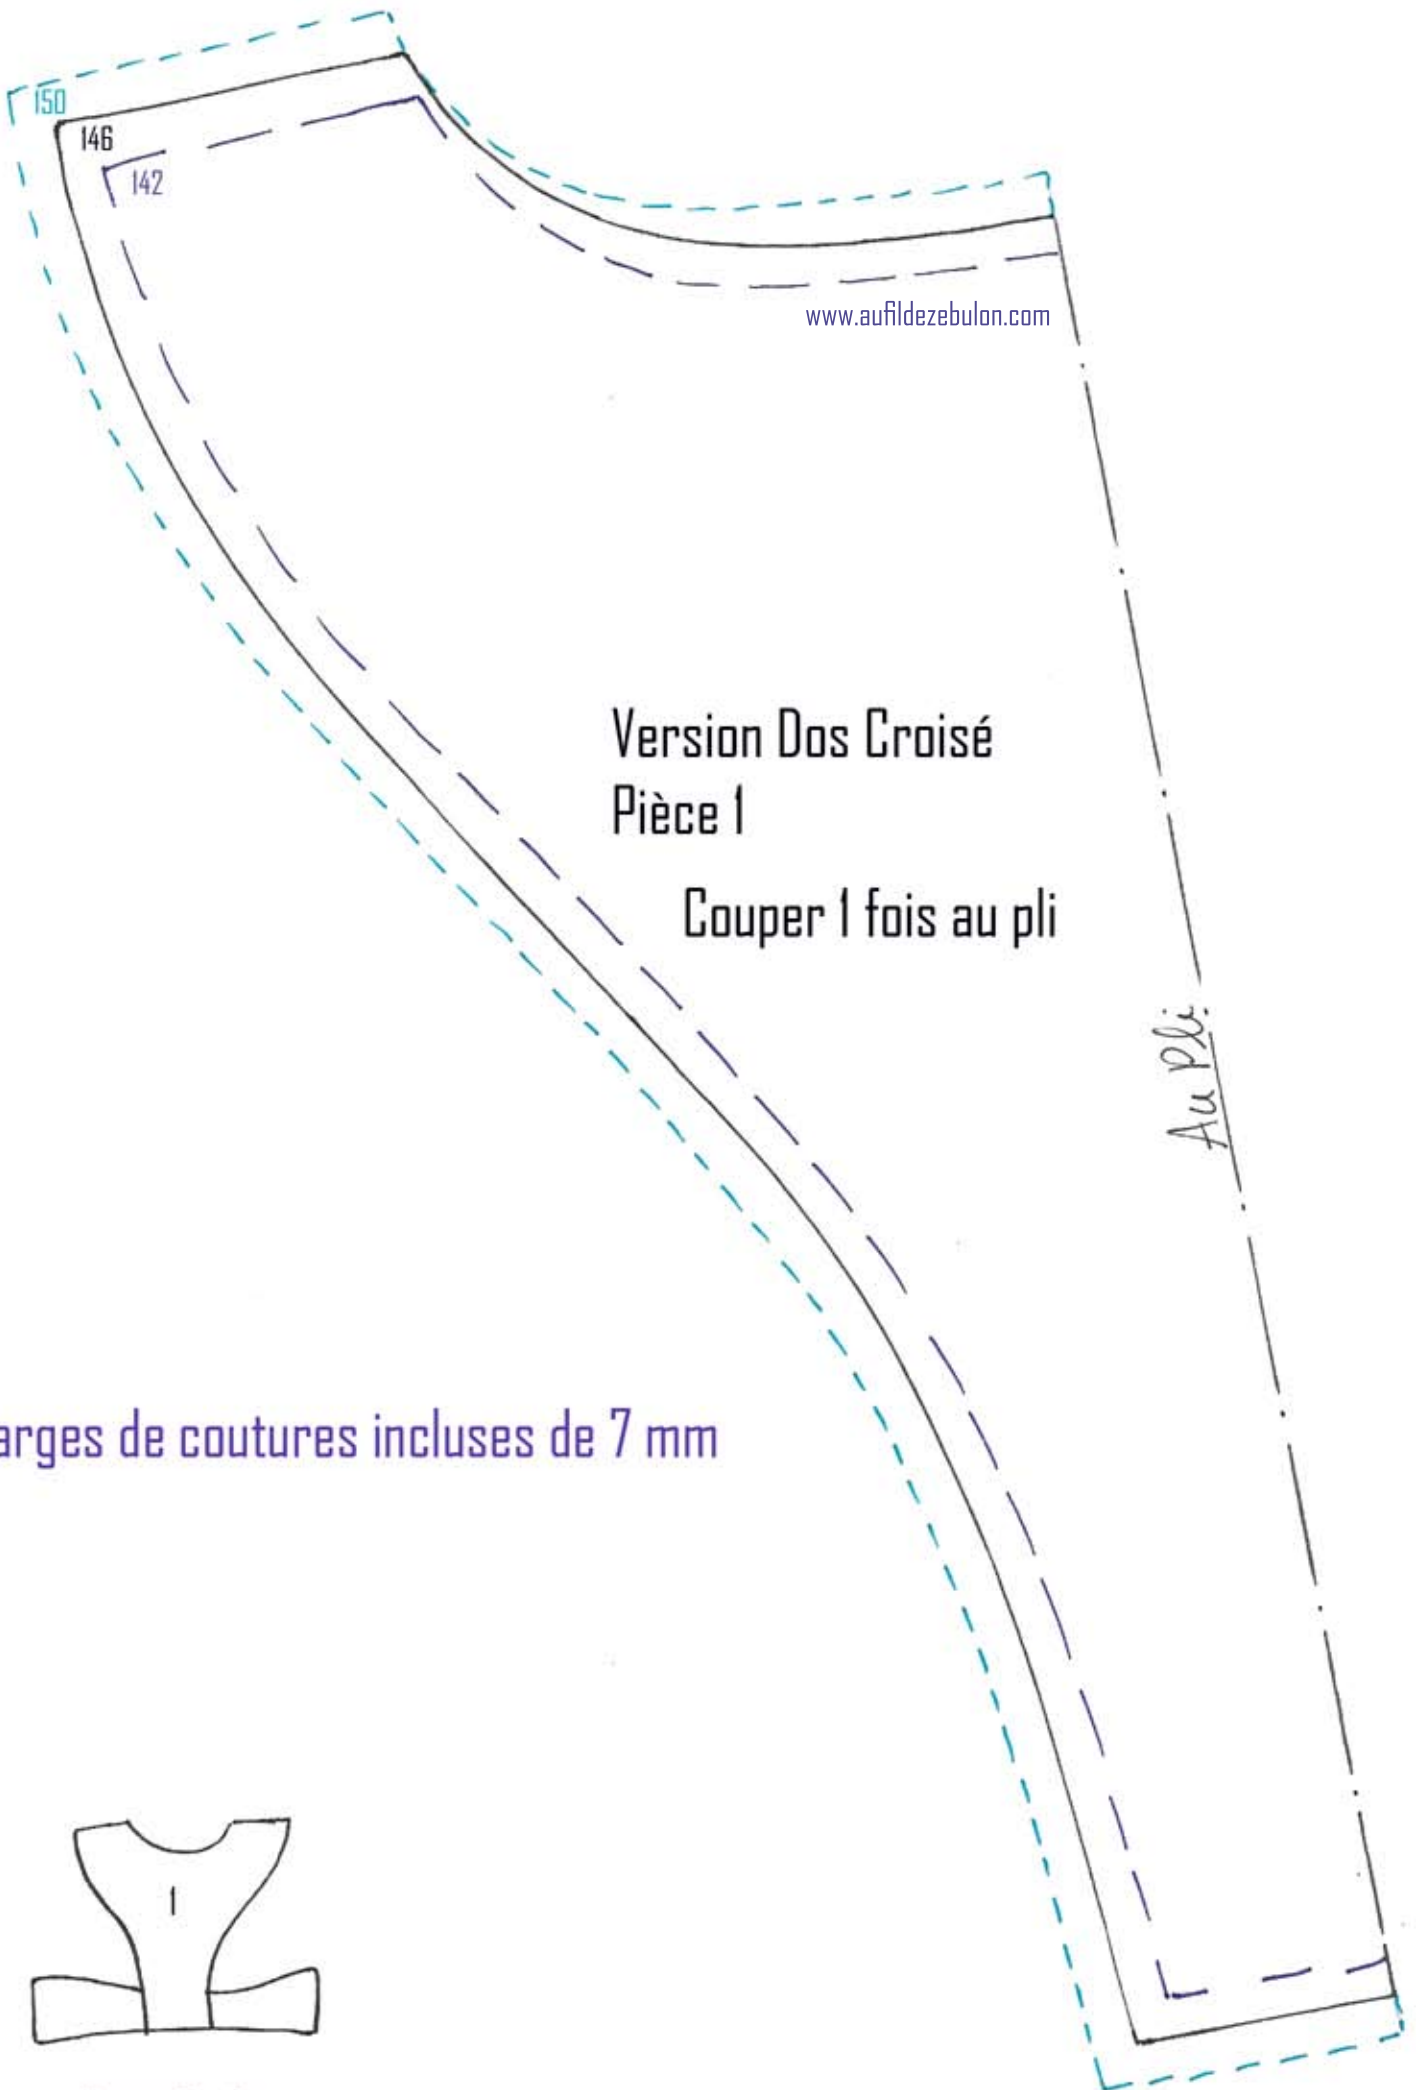 150
146
142
www.aufildezebulon.com
Version Dos Croisé
Pièce 1
Couper 1 fois au pli
Au Pli
arges de coutures incluses de 7 mm
1